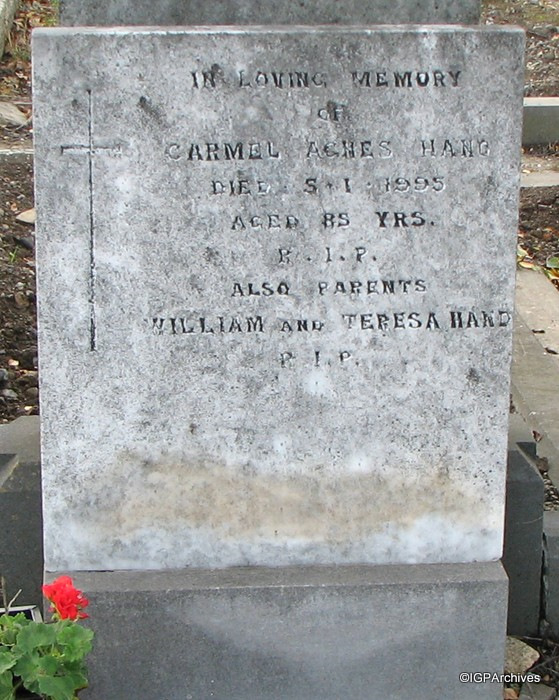 IN LOVING MEMORY
OF
CARMEL AGNES HAND
DIED 5·1·1995
AGED 85 YRS.
R.I.P.
ALSO PARENTS
WILLIAM AND TERESA HAND
R.I.P.
©IGPArchives